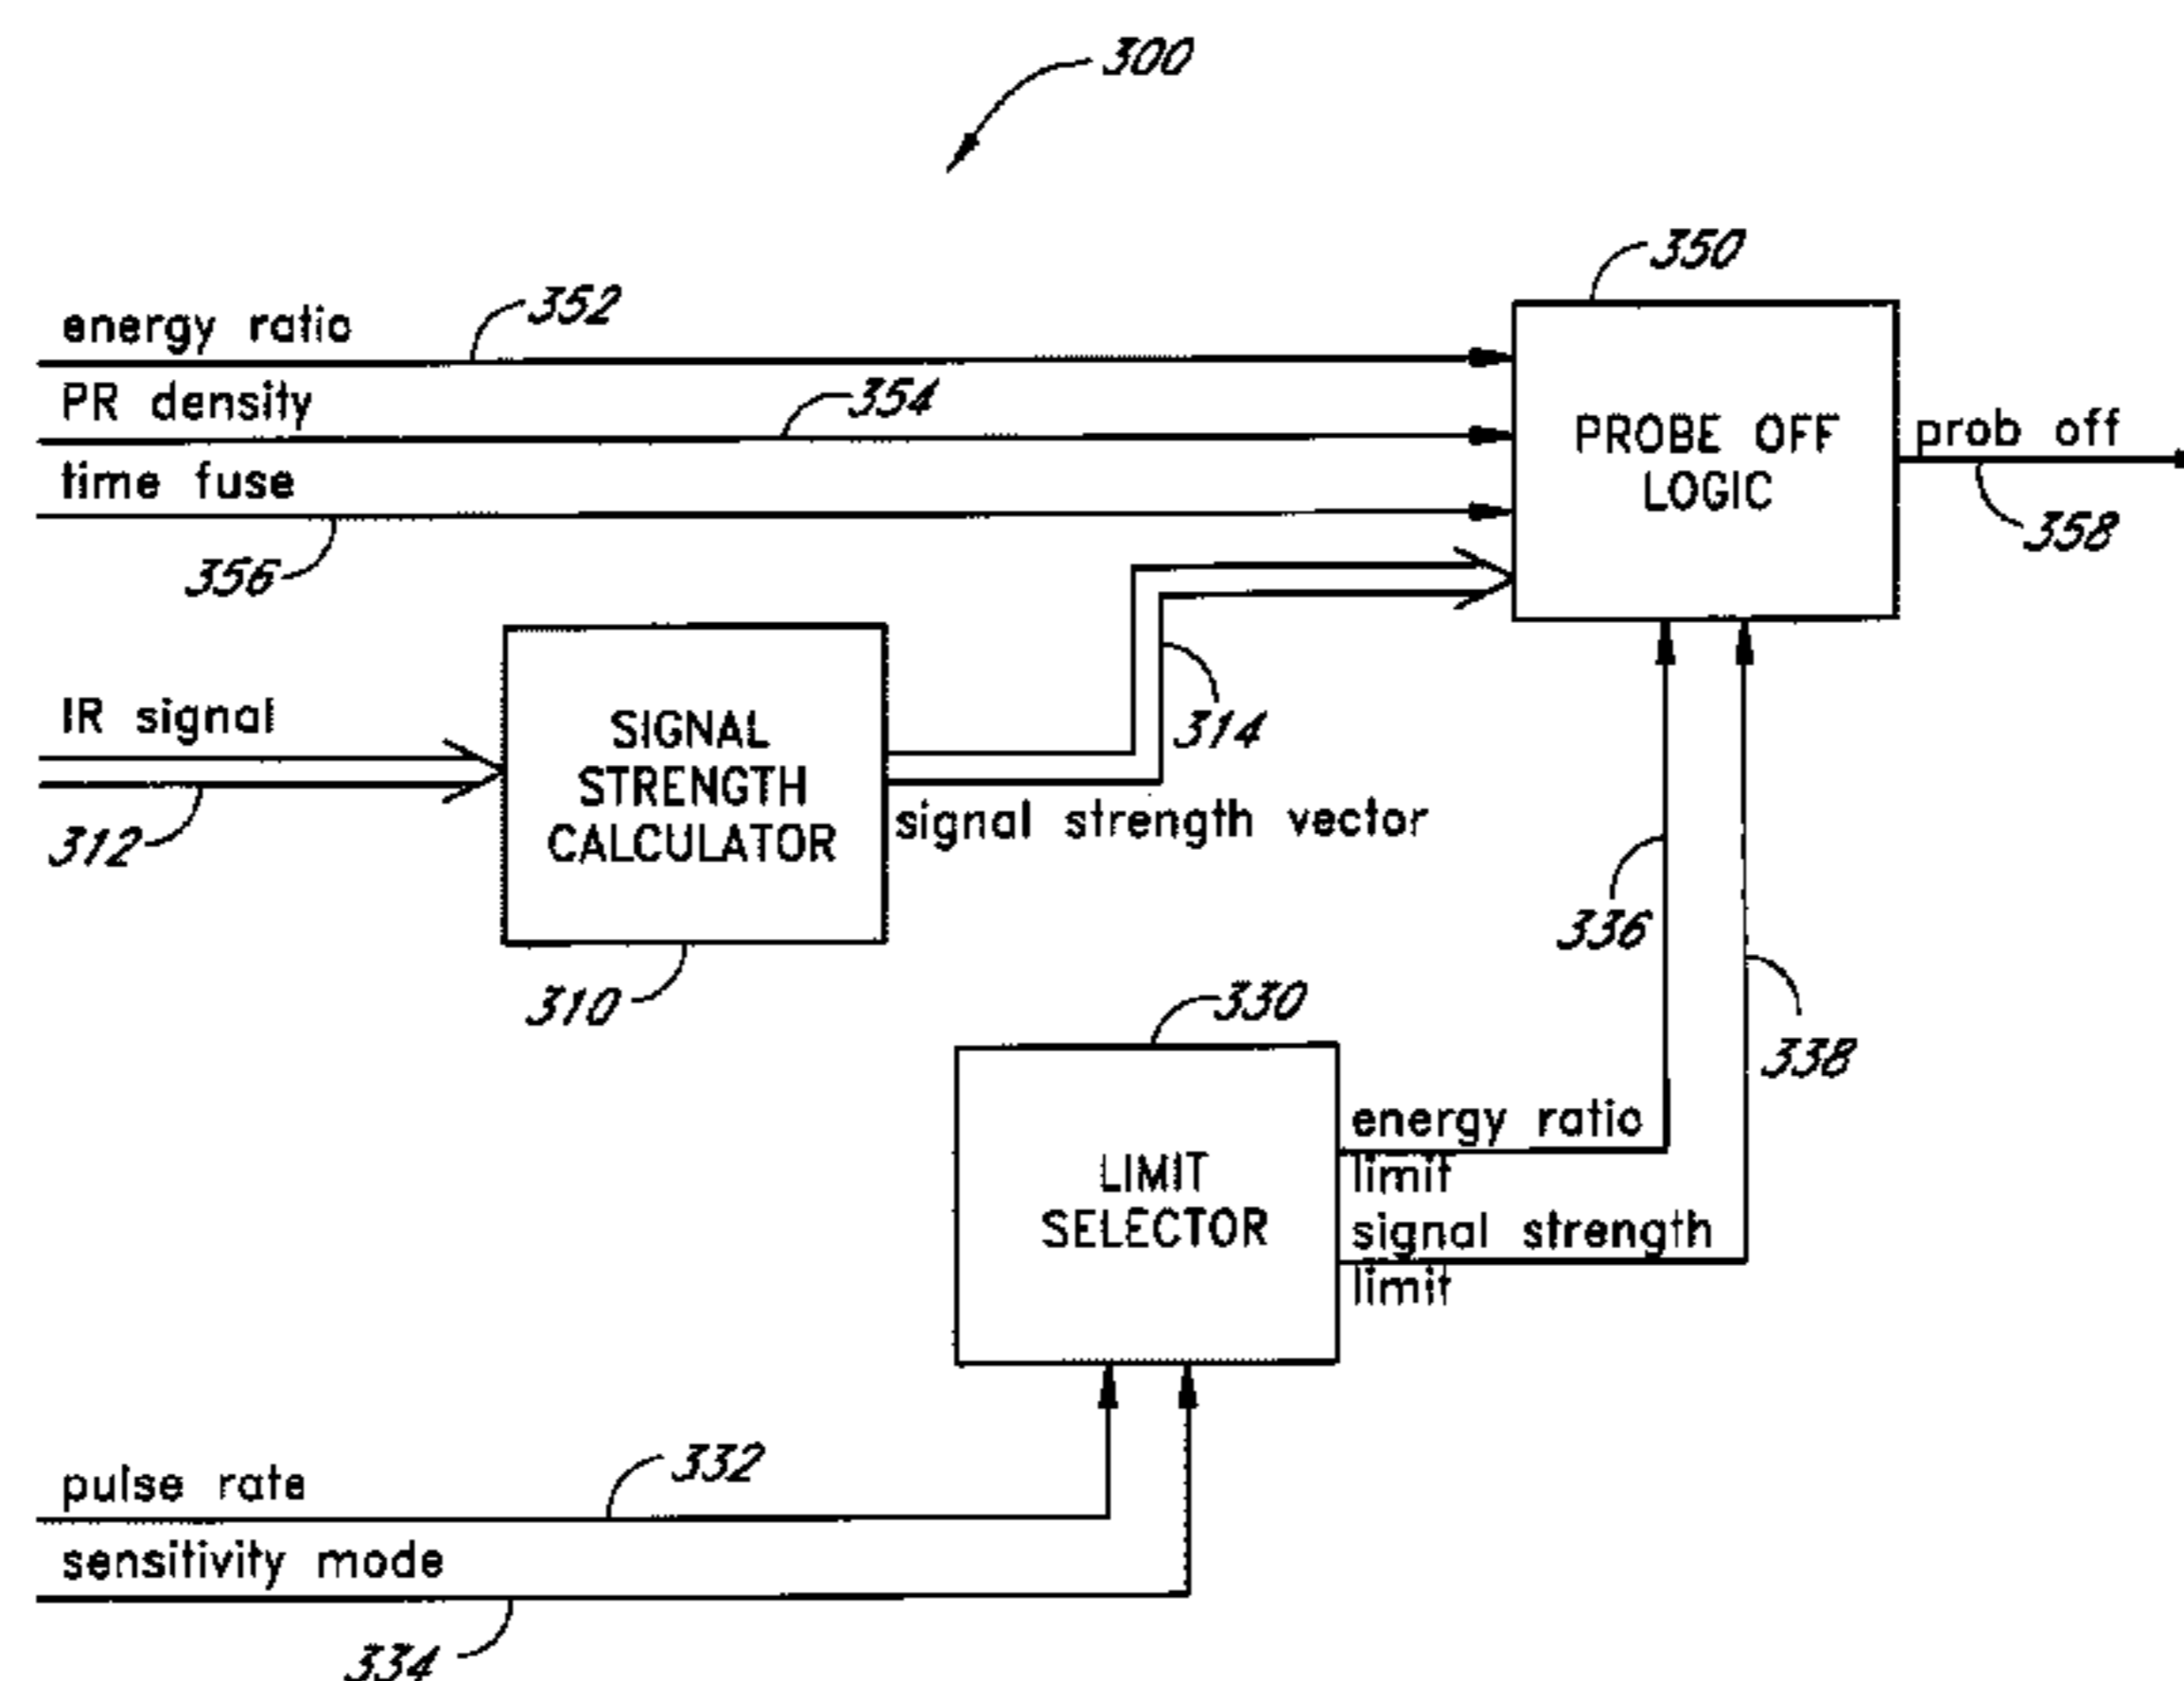 300
350
352
energy ratio
354
PR density
PROBE OFF
LOGIC
prob off
time fuse
358
356
IR signal
SIGNAL
STRENGTH
CALCULATOR
314
signal strength vector
312
336
310
330
338
energy ratio
limit
LIMIT
SELECTOR
signal strength
limit
332
pulse rate
sensitivity mode
334